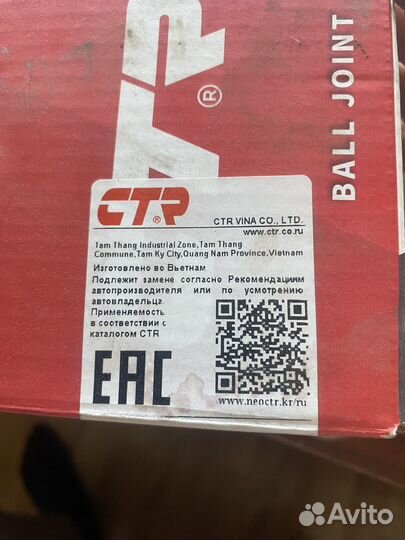 CTR®
BALL JOINT
CTR®
CTR VINA CO., LTD.
www.ctr.co.ru
Tam Thang Industrial Zone,Tam Thang
Commune,Tam Ky City,Quang Nam Province,Vietnam
Изготовлено во Вьетнам
Подлежит замене согласно Рекомендациям
автопроизводителя или по усмотрению
автовладельца.
Применяемость
в соответствии с
каталогом CTR
EAC
www.neoctr.kr/ru
Avito